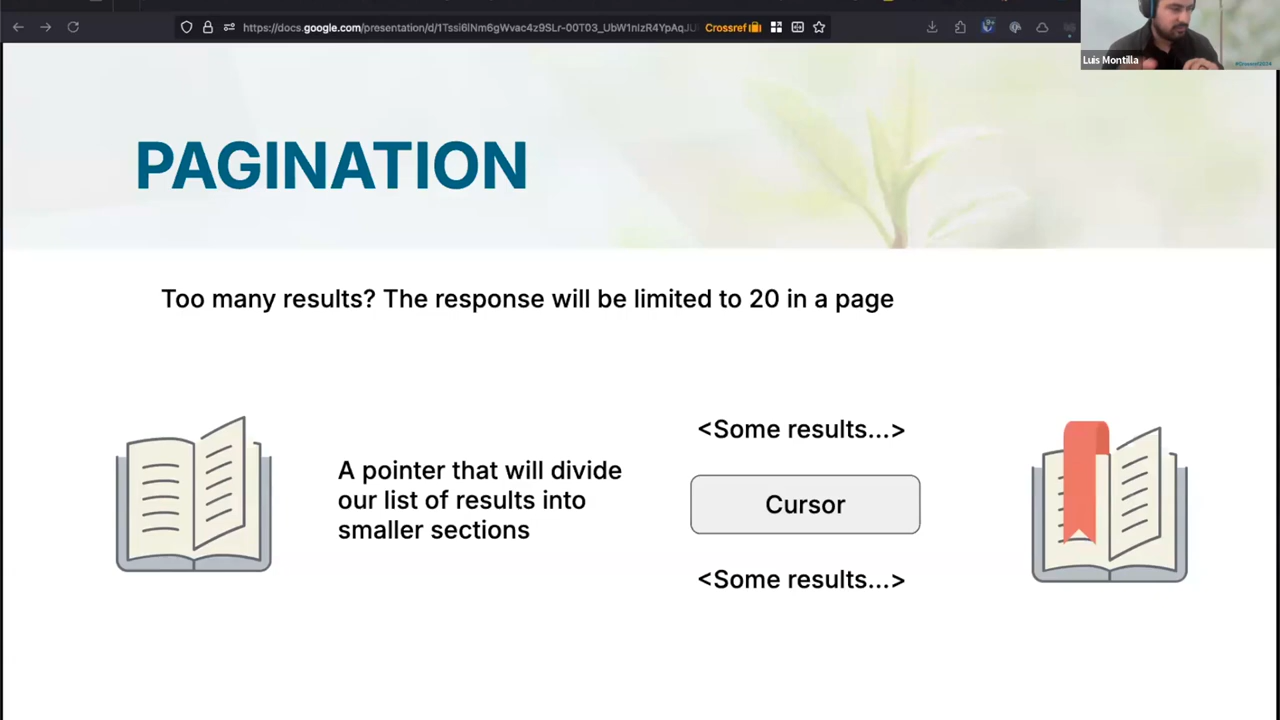 https://docs.google.com/presentation/d/1Tssi6lNm6gWvac4z9SLr-00T03_UbW1nIzR4YpAqJU
Crossref
Luis Montilla
#Crossref2024
PAGINATION
Too many results? The response will be limited to 20 in a page
A pointer that will divide
our list of results into
smaller sections
<Some results...>
Cursor
<Some results...>